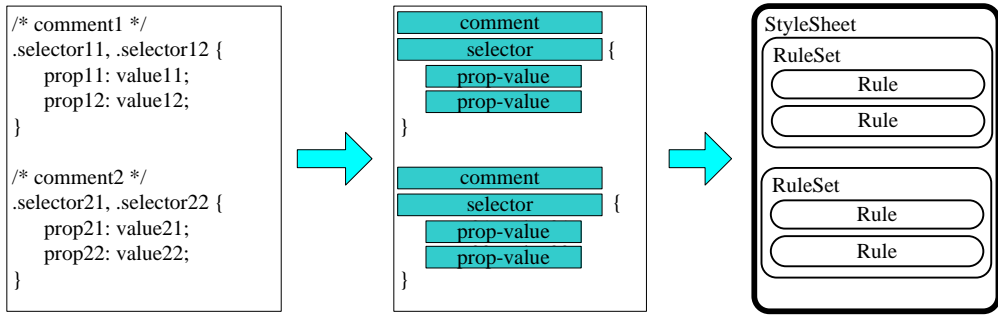 /* comment1 */
.selector11, .selector12 {
prop11: value11;
prop12: value12;
}
/* comment2 */
.selector21, .selector22 {
prop21: value21;
prop22: value22;
}
comment
selector {
prop-value
prop-value
}
comment
selector {
prop-value
prop-value
}
StyleSheet
RuleSet
Rule
Rule
RuleSet
Rule
Rule